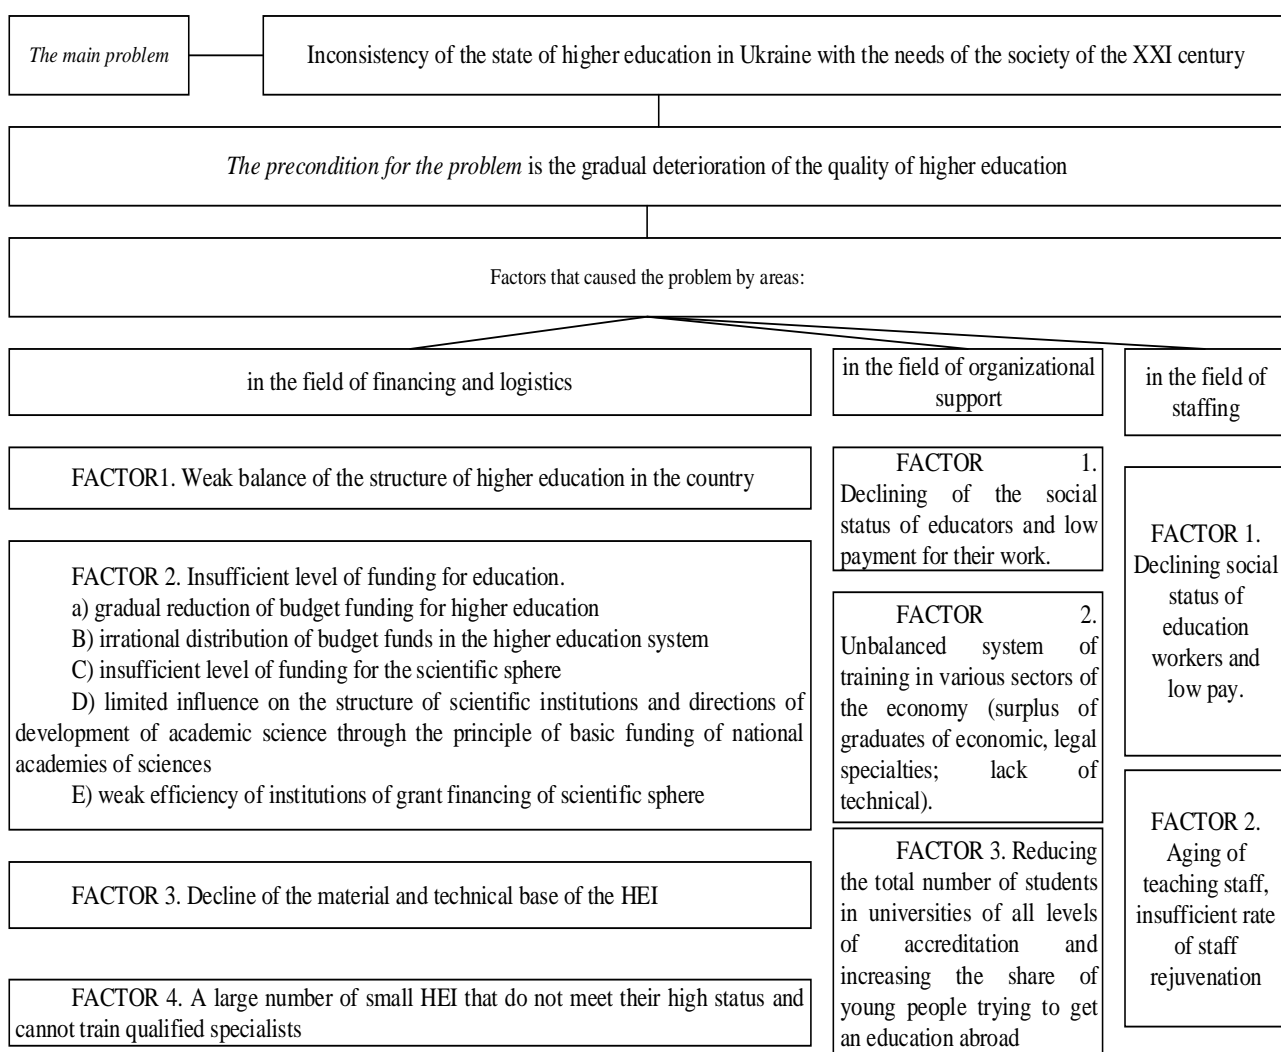 The main problem
Inconsistency of the state of higher education in Ukraine with the needs of the society of the XXI century
The precondition for the problem is the gradual deterioration of the quality of higher education
Factors that caused the problem by areas:
in the field of financing and logistics
FACTOR1. Weak balance of the structure of higher education in the country
FACTOR 2. Insufficient level of funding for education.
a) gradual reduction of budget funding for higher education
B) irrational distribution of budget funds in the higher education system
C) insufficient level of funding for the scientific sphere
D) limited influence on the structure of scientific institutions and directions of
development of academic science through the principle of basic funding of national
academies of sciences
E) weak efficiency of institutions of grant financing of scientific sphere
FACTOR 3. Decline of the material and technical base of the HEI
FACTOR 4. A large number of small HEI that do not meet their high status and
cannot train qualified specialists
in the field of organizational
support
FACTOR 1.
Declining of the social
status of educators and low
payment for their work.
FACTOR 2.
Unbalanced system of
training in various sectors of
the economy (surplus of
graduates of economic, legal
specialties; lack of
technical).
FACTOR 3. Reducing
the total number of students
in universities of all levels
of accreditation and
increasing the share of
young people trying to get
an education abroad
in the field of
staffing
FACTOR 1.
Declining social
status of
education
workers and
low pay.
FACTOR 2.
Aging of
teaching staff,
insufficient rate
of staff
rejuvenation